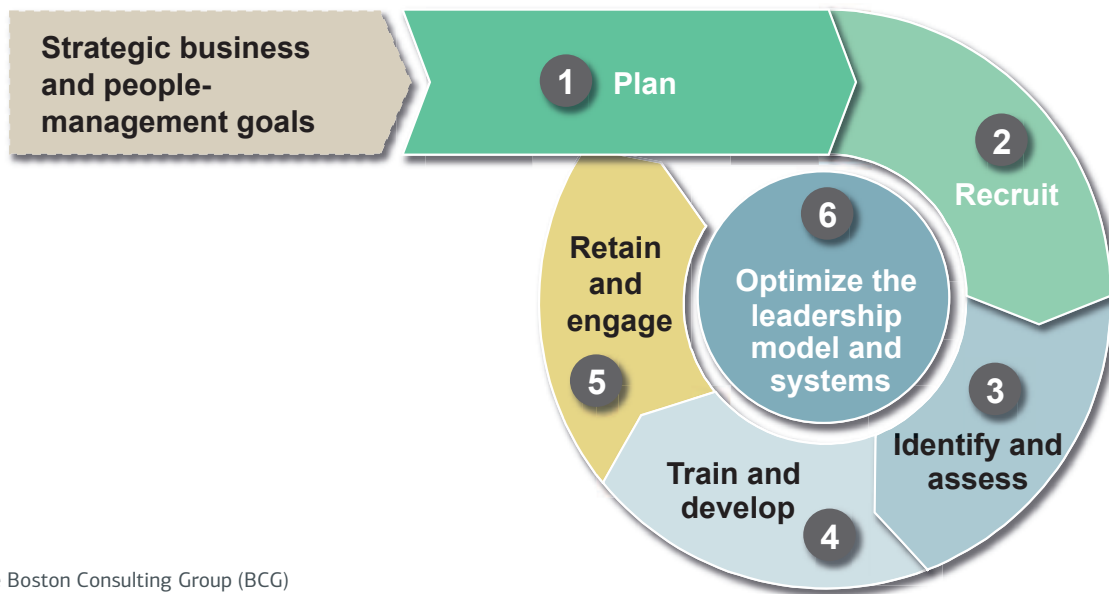 Strategic business
and people-
management goals
1 Plan
2
Recruit
3
Identify and
assess
Train and
develop
4
Retain
and
engage
5
6
Optimize the
leadership
model and
systems
Boston Consulting Group (BCG)